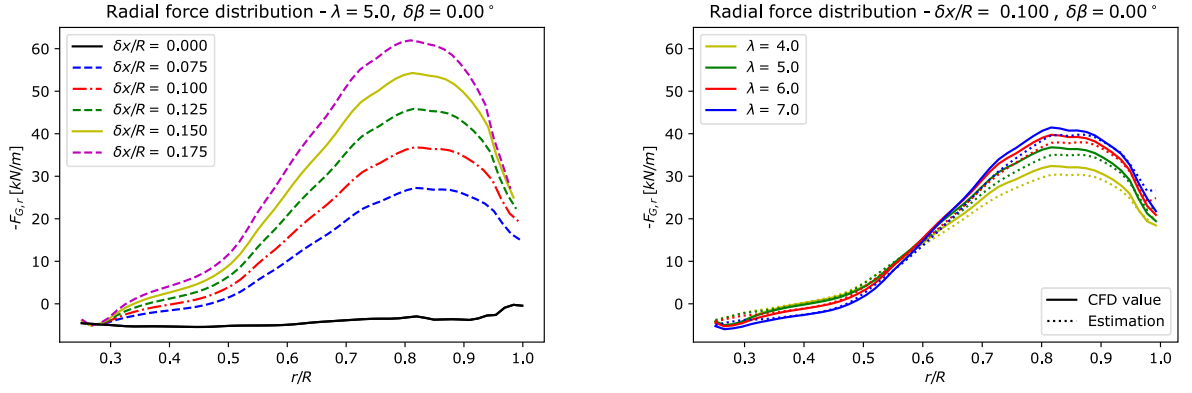 Radial force distribution - λ = 5.0, δβ = 0.00°
-F_{G,r} [kN/m]
60
50
40
30
20
10
0
δx/R = 0.000
δx/R = 0.075
δx/R = 0.100
δx/R = 0.125
δx/R = 0.150
δx/R = 0.175
0.3 0.4 0.5 0.6 0.7 0.8 0.9 1.0
r/R
Radial force distribution - δx/R = 0.100 , δβ = 0.00°
-F_{G,r} [kN/m]
60
50
40
30
20
10
0
λ = 4.0
λ = 5.0
λ = 6.0
λ = 7.0
CFD value
Estimation
0.3 0.4 0.5 0.6 0.7 0.8 0.9 1.0
r/R